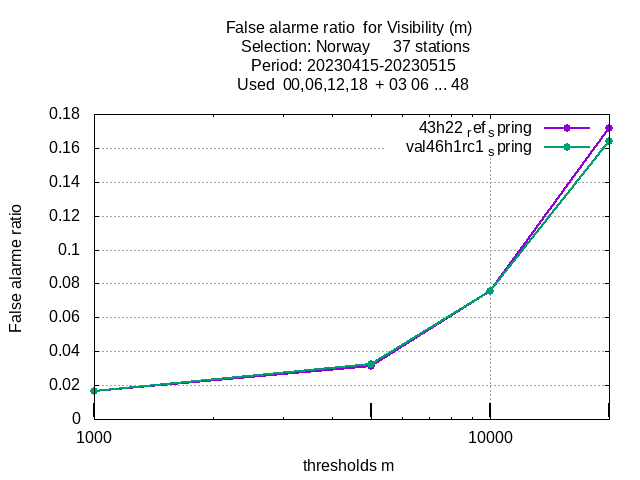 False alarme ratio for Visibility (m)
Selection: Norway 37 stations
Period: 20230415-20230515
Used 00,06,12,18 + 03 06 ... 48
43h22 ref spring
val46h1rc1 spring
False alarme ratio
0.18
0.16
0.14
0.12
0.1
0.08
0.06
0.04
0.02
0
1000
10000
thresholds m